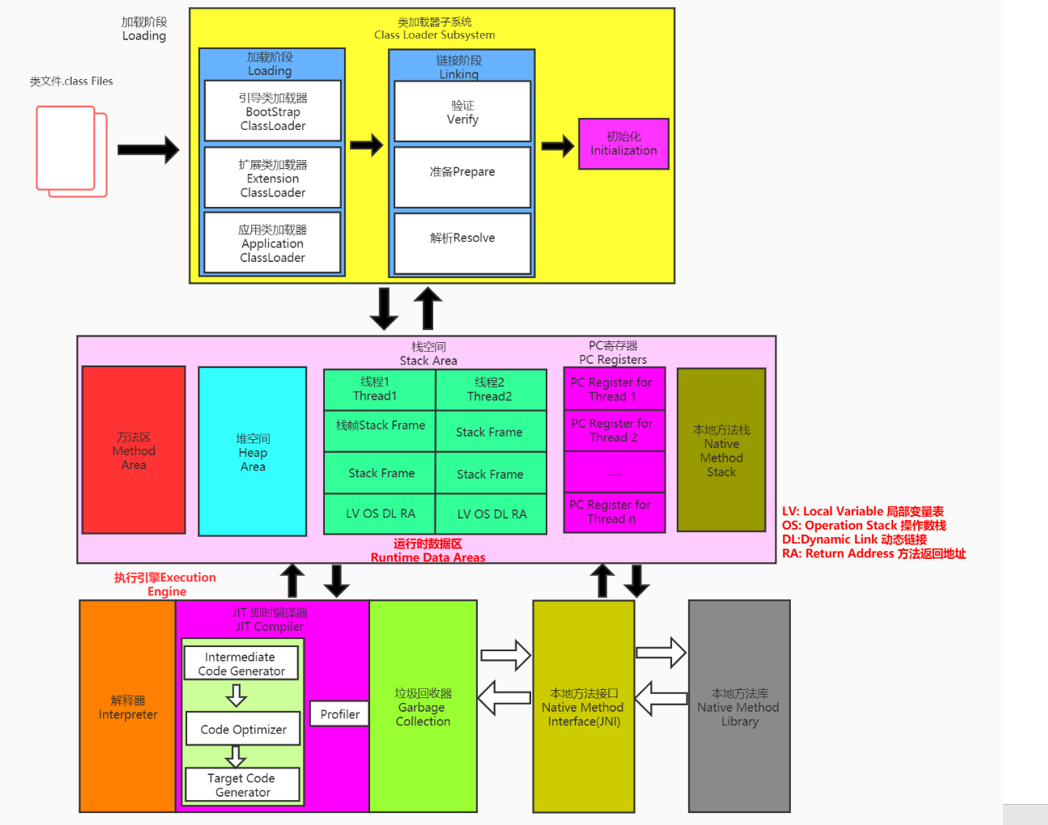 加载阶段
Loading
类文件.class Files
类加载器子系统
Class Loader Subsystem
加载阶段
Loading
引导类加载器
BootStrap
ClassLoader
扩展类加载器
Extension
ClassLoader
应用类加载器
Application
ClassLoader
链接阶段
Linking
验证
Verify
准备Prepare
解析Resolve
初始化
Initialization
方法区
Method
Area
堆空间
Heap
Area
栈空间
Stack Area
线程1
Thread1
线程2
Thread2
栈帧Stack Frame
Stack Frame
Stack Frame
Stack Frame
LV OS DL RA
LV OS DL RA
PC寄存器
PC Registers
PC Register for
Thread 1
PC Register for
Thread 2
.....
PC Register for
Thread n
本地方法栈
Native
Method
Stack
运行时数据区
Runtime Data Areas
LV: Local Variable 局部变量表
OS: Operation Stack 操作数栈
DL:Dynamic Link 动态链接
RA: Return Address 方法返回地址
执行引擎Execution
Engine
解释器
Interpreter
JIT 即时编译器
JIT Compiler
Intermediate
Code Generator
Code Optimizer
Target Code
Generator
Profiler
垃圾回收器
Garbage
Collection
本地方法接口
Native Method
Interface(JNI)
本地方法库
Native Method
Library